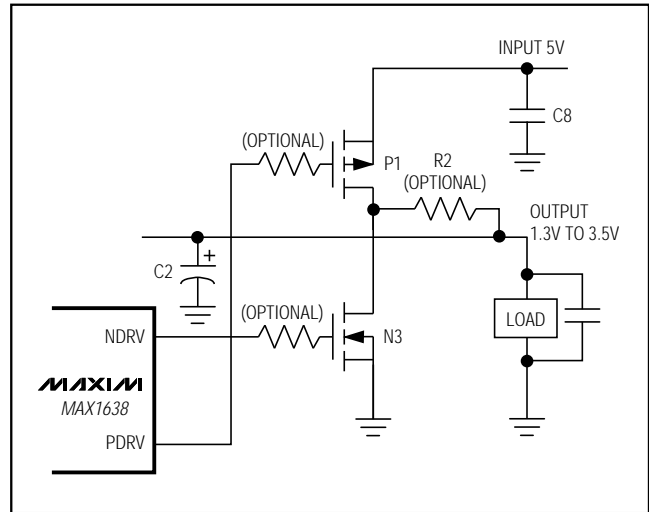 INPUT 5V
C8
(OPTIONAL)
P1
R2
(OPTIONAL)
OUTPUT
1.3V TO 3.5V
+
C2
(OPTIONAL)
LOAD
NDRV
N3
MAXIM
MAX1638
PDRV